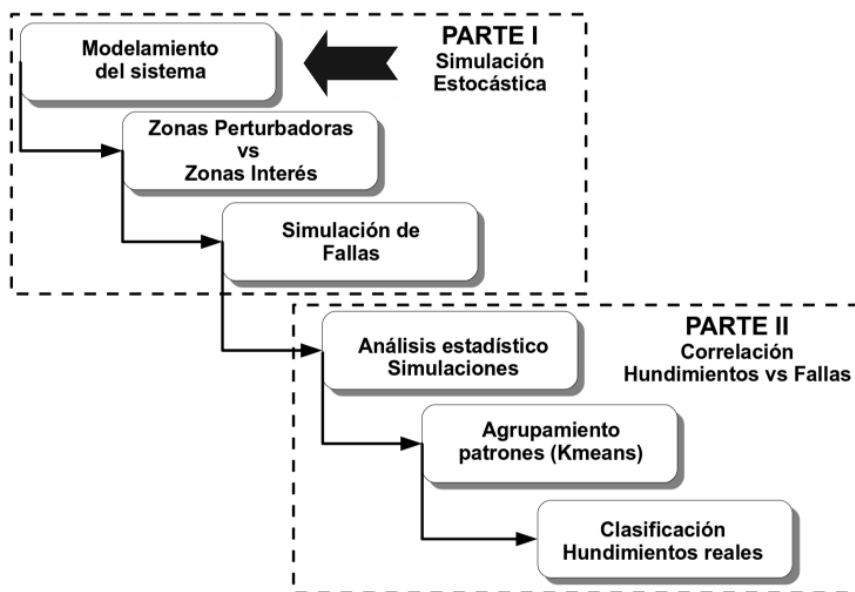 Modelamiento
del sistema
PARTE I
Simulación
Estocástica
Zonas Perturbadoras
vs
Zonas Interés
Simulación de
Fallas
PARTE II
Correlación
Hundimientos vs Fallas
Análisis estadístico
Simulaciones
Agrupamiento
patrones (Kmeans)
Clasificación
Hundimientos reales